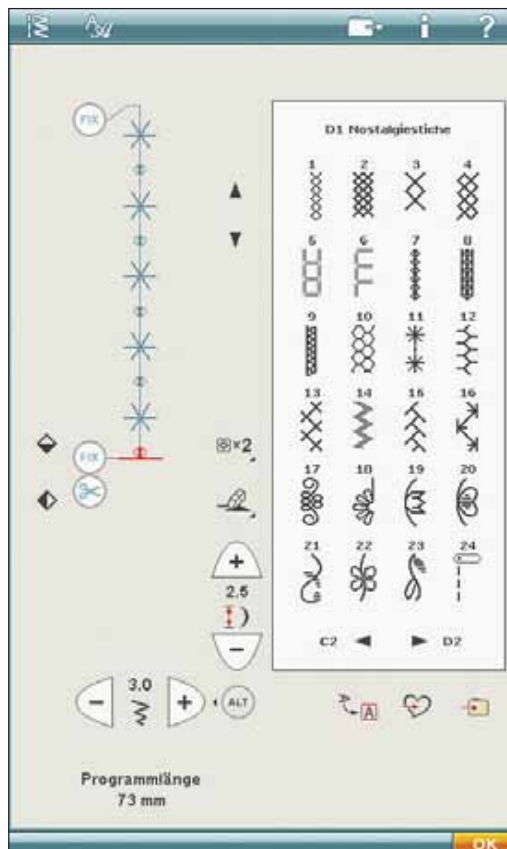 ?
FIX
D1 Nostalgiestiche
1 2 3 4
5 6 7 8
9 10 11 12
13 14 15 16
17 18 19 20
21 22 23 24
C2 D2
FIX
×2
+
2.5
−
3.0
− + ALT
A A
Programmlänge
73 mm
OK